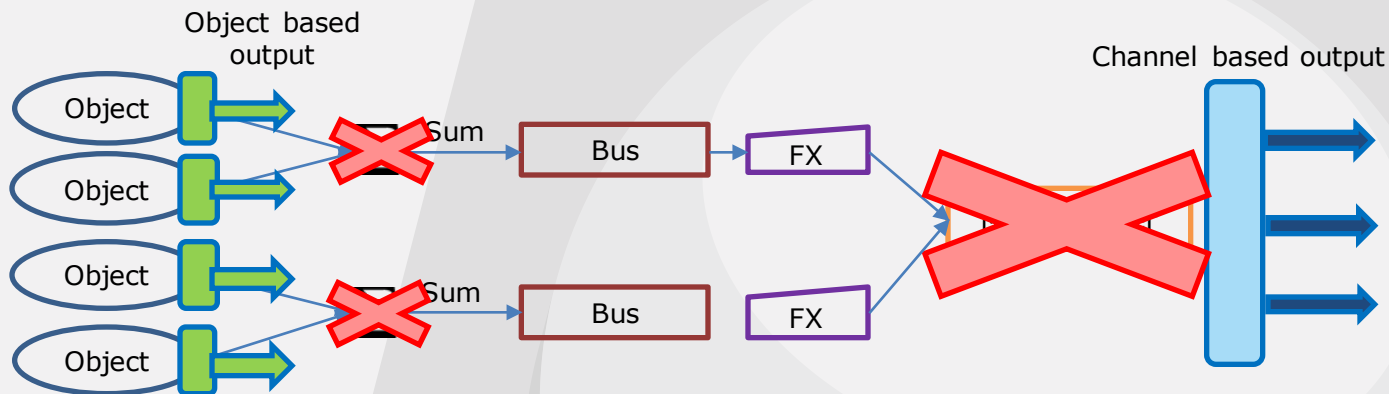 Object based
output
Channel based output
Object
Sum
Bus
FX
Object
Object
Sum
Bus
FX
Object